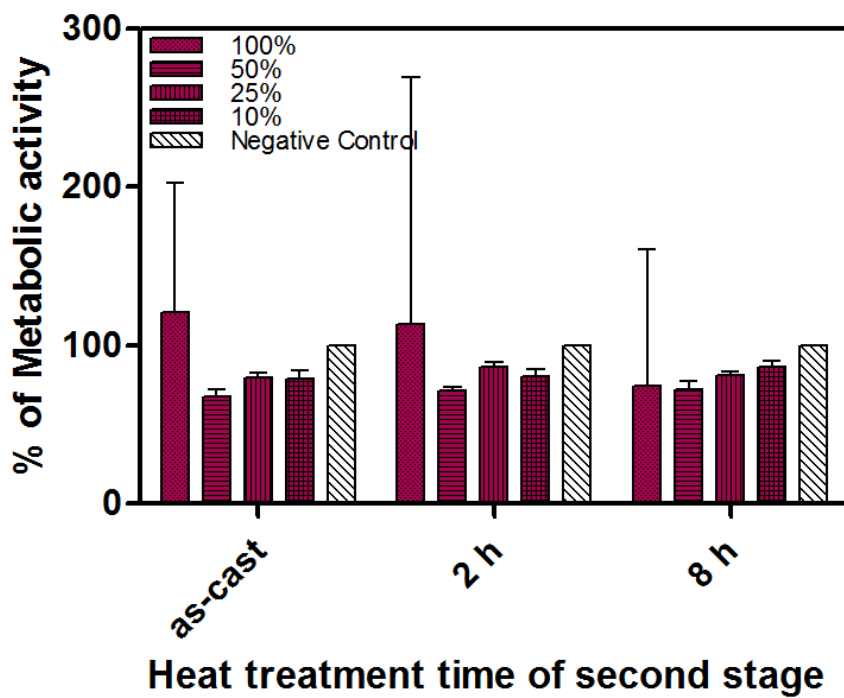 300
200
100
0
% of Metabolic activity
100%
50%
25%
10%
Negative Control
as-cast
2 h
8 h
Heat treatment time of second stage